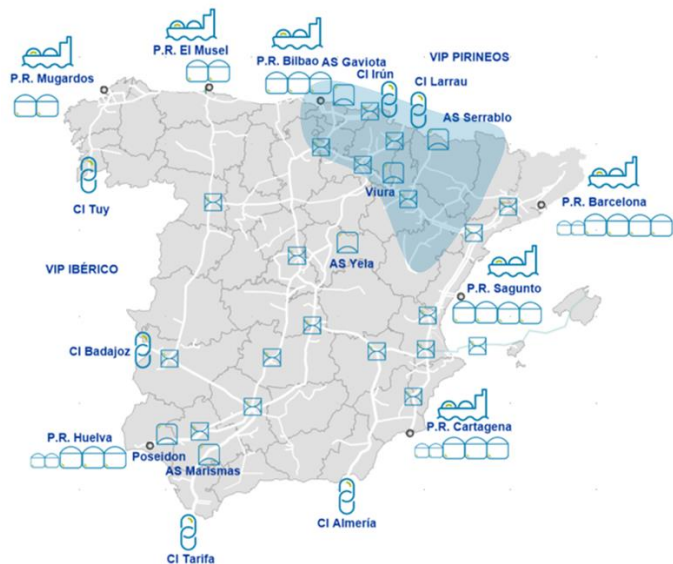 P.R. El Musel
P.R. Bilbao
AS Gaviota
VIP PIRINEOS
P.R. Mugardos
CI Irún
CI Larrau
AS Serrablo
CI Tuy
Viura
P.R. Barcelona
AS Yela
VIP IBÉRICO
P.R. Sagunto
CI Badajoz
P.R. Cartagena
P.R. Huelva
Poseidon
AS Marismas
CI Almería
CI Tarifa